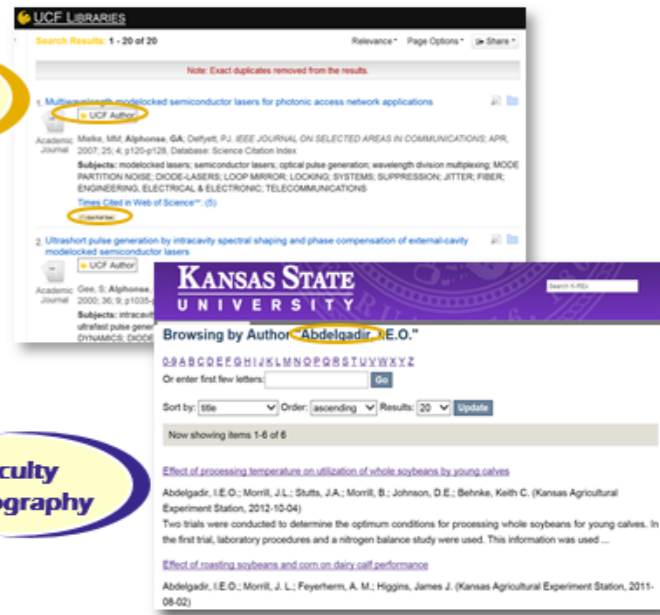 UCF LIBRARIES
Search Results: 1 - 20 of 20
Relevance
Page Options
Share
Note: Exact duplicates removed from the results.
1. Multiwavelength modelocked semiconductor lasers for photonic access network applications
UCF Author
Academic Journal
Mielke, MM; Alphonse, GA; Delfyett, PJ. IEEE JOURNAL ON SELECTED AREAS IN COMMUNICATIONS; APR,
2007; 25; 4; p120-p128, Database: Science Citation Index
Subjects: modelocked lasers; semiconductor lasers; optical pulse generation; wavelength division multiplexing; MODE
PARTITION NOISE; DIODE-LASERS; LOOP MIRROR; LOCKING; SYSTEMS; SUPPRESSION; JITTER; FIBER;
ENGINEERING, ELECTRICAL & ELECTRONIC; TELECOMMUNICATIONS
Times Cited in Web of Science™: (5)
2. Ultrashort pulse generation by intracavity spectral shaping and phase compensation of external-cavity
modelocked semiconductor lasers
UCF Author
Academic Journal
Gee, S; Alphonse,
2000; 36; 9; p1035-
Subjects: intracavit
ultrafast pulse gener
DYNAMICS; DIODE
KANSAS STATE
UNIVERSITY
Search K-REx
Browsing by Author "Abdelgadir, I.E.O."
0-9 A B C D E F G H I J K L M N O P Q R S T U V W X Y Z
Or enter first few letters:
Go
Sort by: title Order: ascending Results: 20 Update
Now showing items 1-6 of 6
culty
ography
Effect of processing temperature on utilization of whole soybeans by young calves
Abdelgadir, I.E.O.; Morrill, J.L.; Stutts, J.A.; Morrill, B.; Johnson, D.E.; Behnke, Keith C. (Kansas Agricultural
Experiment Station, 2012-10-04)
Two trials were conducted to determine the optimum conditions for processing whole soybeans for young calves. In
the first trial, laboratory procedures and a nitrogen balance study were used. This information was used ...
Effect of roasting soybeans and corn on dairy calf performance
Abdelgadir, I.E.O.; Morrill, J. L.; Feyerherm, A. M.; Higgins, James J. (Kansas Agricultural Experiment Station, 2011-
08-02)